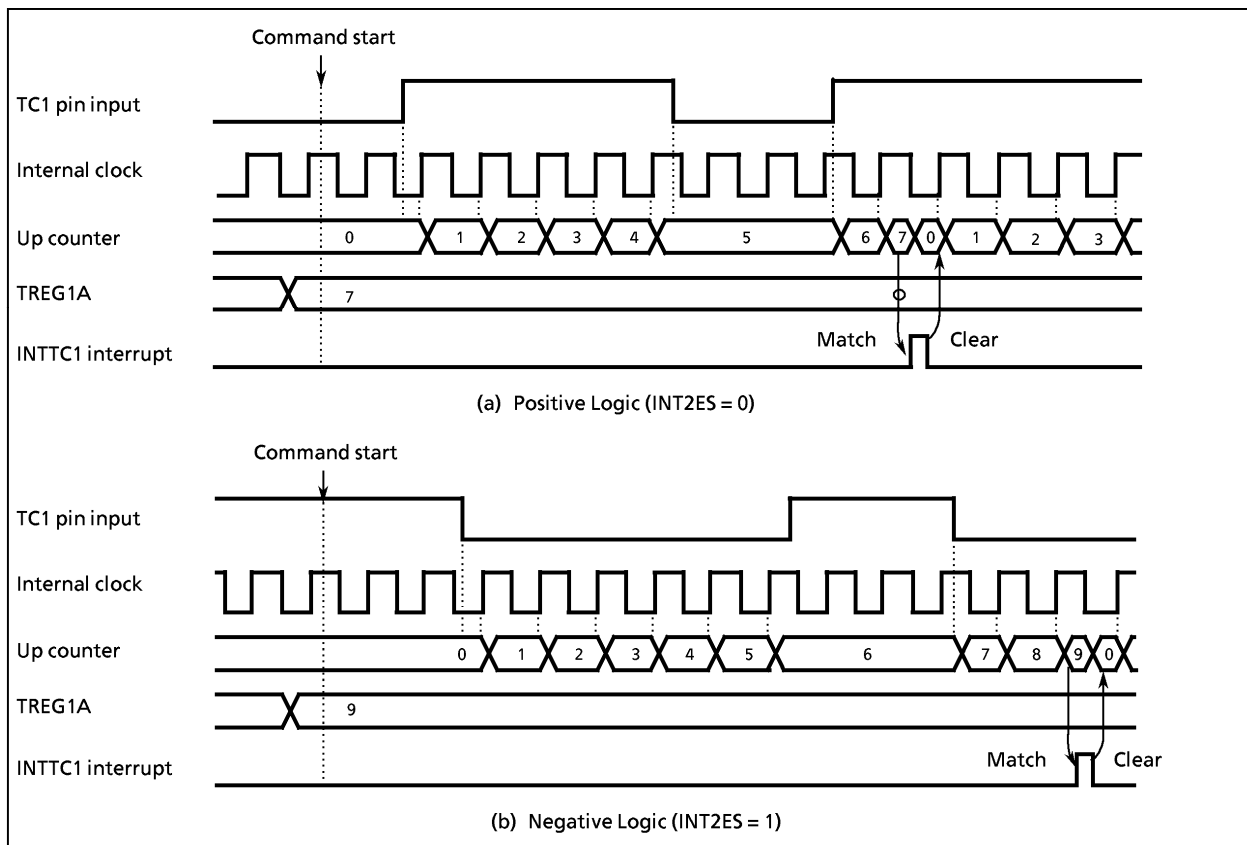 Command start
TC1 pin input
Internal clock
Up counter 0 1 2 3 4 5 6 7 0 1 2 3
TREG1A 7
Match Clear
INTTC1 interrupt
(a) Positive Logic (INT2ES = 0)
Command start
TC1 pin input
Internal clock
Up counter 0 1 2 3 4 5 6 7 8 9 0
TREG1A 9
Match Clear
INTTC1 interrupt
(b) Negative Logic (INT2ES = 1)